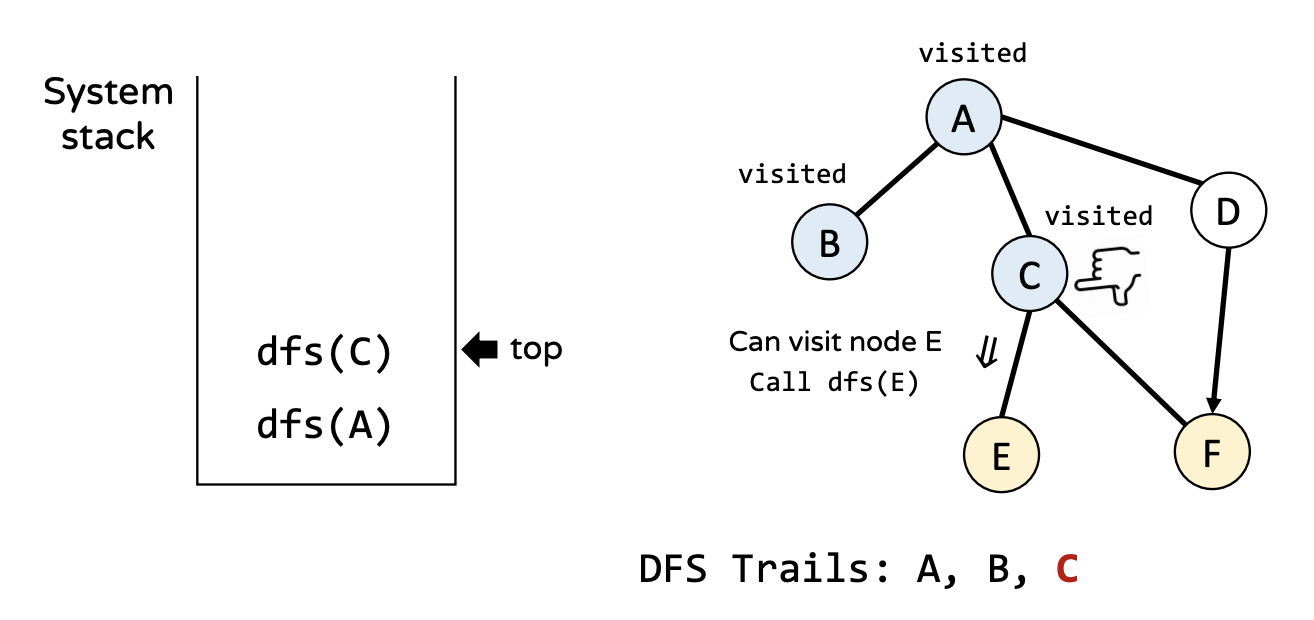 System
stack
dfs(C)
top
dfs(A)
visited
A
visited
B
visited
C
D
Can visit node E
Call dfs(E)
E
F
DFS Trails: A, B, C